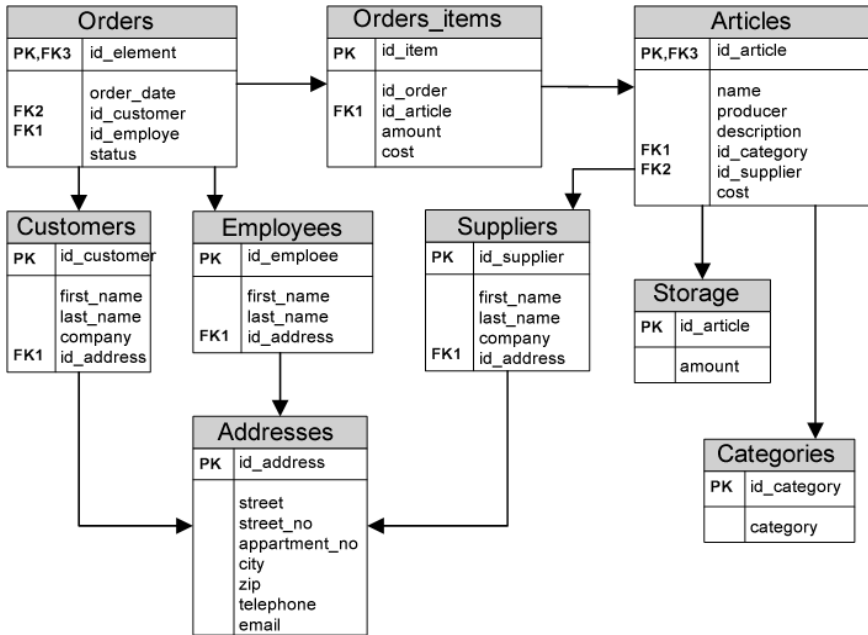 Orders
PK,FK3 id_element
order_date
FK2 id_customer
FK1 id_employe
status
Orders_items
PK id_item
id_order
FK1 id_article
amount
cost
Articles
PK,FK3 id_article
name
producer
description
FK1 id_category
FK2 id_supplier
cost
Customers
PK id_customer
first_name
last_name
company
FK1 id_address
Employees
PK id_emploee
first_name
last_name
FK1 id_address
Suppliers
PK id_supplier
first_name
last_name
company
FK1 id_address
Storage
PK id_article
amount
Addresses
PK id_address
street
street_no
appartment_no
city
zip
telephone
email
Categories
PK id_category
category